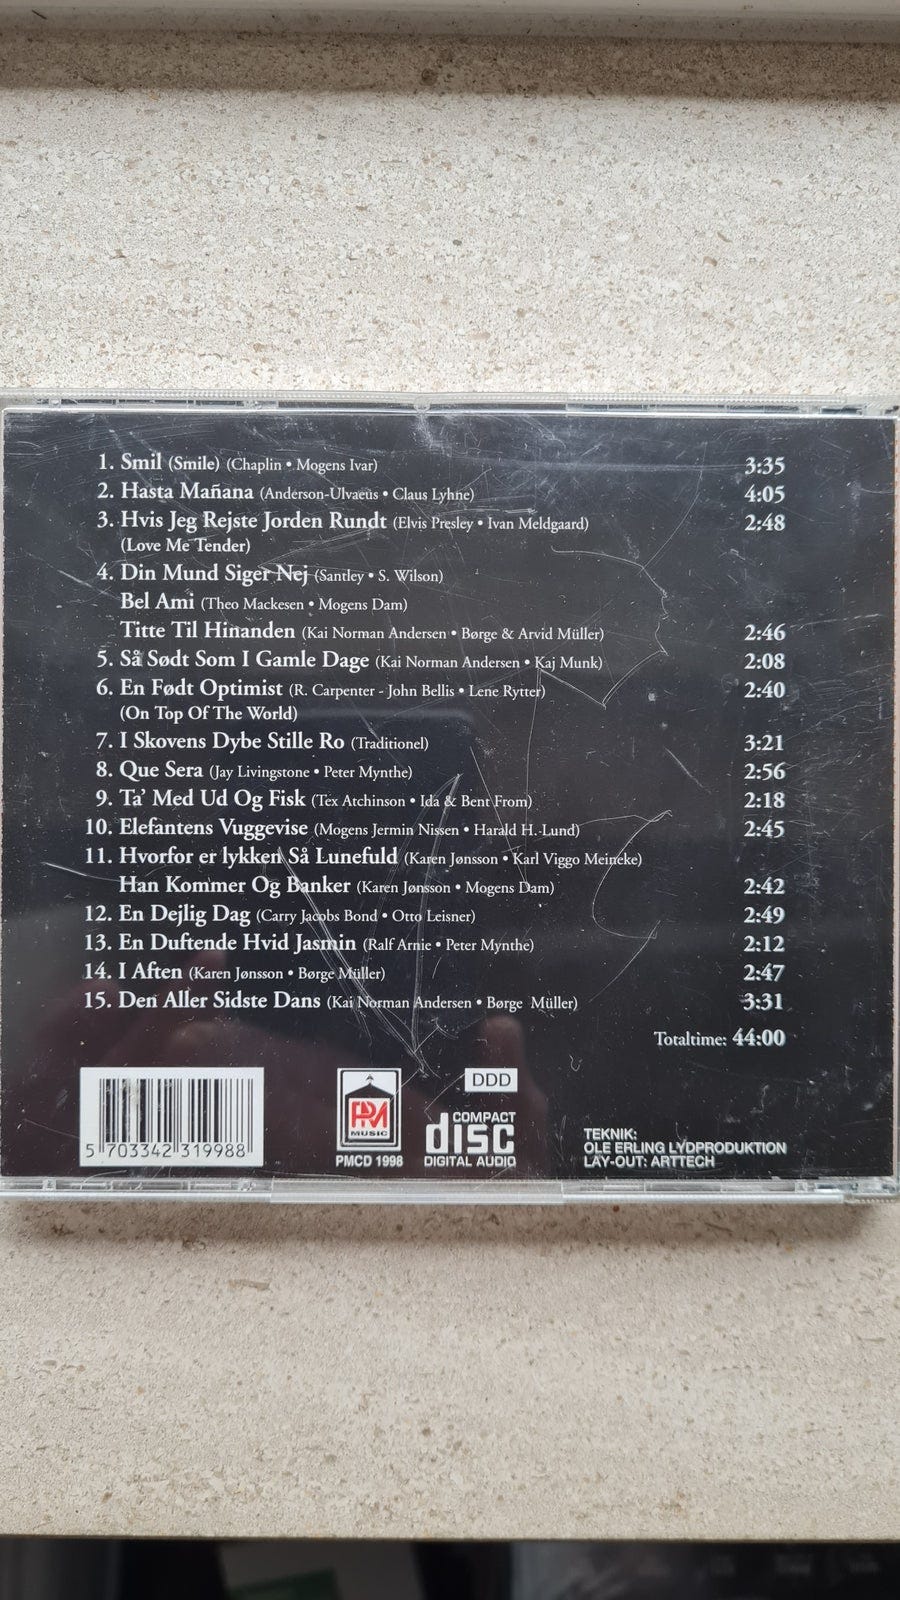 1. Smil (Smile) (Chaplin • Mogens Ivar) 3:35
2. Hasta Mañana (Anderson-Ulvaeus • Claus Lyhne) 4:05
3. Hvis Jeg Rejste Jorden Rundt (Elvis Presley • Ivan Meldgaard) 2:48
(Love Me Tender)
4. Din Mund Siger Nej (Santley • S. Wilson)
Bel Ami (Theo Mackesen • Mogens Dam)
Titte Til Hinanden (Kai Norman Andersen • Børge & Arvid Müller) 2:46
5. Så Sødt Som I Gamle Dage (Kai Norman Andersen • Kaj Munk) 2:08
6. En Født Optimist (R. Carpenter - John Bellis • Lene Rytter) 2:40
(On Top Of The World)
7. I Skovens Dybe Stille Ro (Traditionel) 3:21
8. Que Sera (Jay Livingstone • Peter Mynthe) 2:56
9. Ta' Med Ud Og Fisk (Tex Atchinson • Ida & Bent From) 2:18
10. Elefantens Vuggevise (Mogens Jermin Nissen • Harald H. Lund) 2:45
11. Hvorfor er lykken Så Lunefuld (Karen Jønsson • Karl Viggo Meineke)
Han Kommer Og Banker (Karen Jønsson • Mogens Dam) 2:42
12. En Dejlig Dag (Carry Jacobs Bond • Otto Leisner) 2:49
13. En Duftende Hvid Jasmin (Ralf Arnie • Peter Mynthe) 2:12
14. I Aften (Karen Jønsson • Børge Müller) 2:47
15. Den Aller Sidste Dans (Kai Norman Andersen • Børge Müller) 3:31
Totaltime: 44:00
5 703342 319988
PM
MUSIC
PMCD 1998
DDD
COMPACT
disc
DIGITAL AUDIO
TEKNIK:
OLE ERLING LYDPRODUKTION
LAY-OUT: ARTTECH